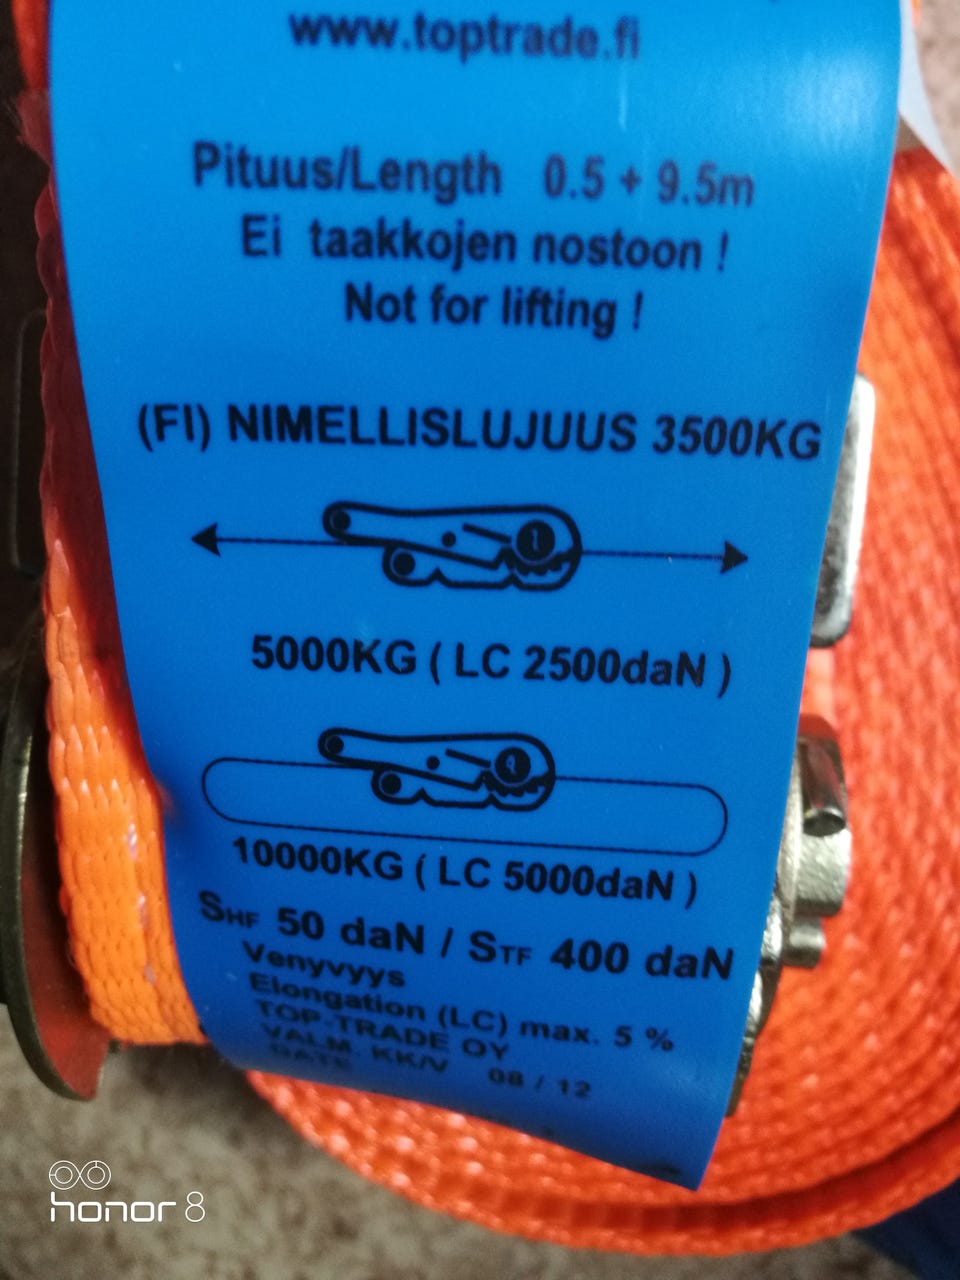 www.toptrade.fi
Pituus/Length 0.5 + 9.5m
Ei taakkojen nostoon !
Not for lifting !
(FI) NIMELLISLUJUUS 3500KG
5000KG ( LC 2500daN )
10000KG ( LC 5000daN )
SHF 50 daN / STF 400 daN
Venyvyys
Elongation (LC) max. 5 %
TOP-TRADE OY
VALM. KK/V 08 / 12
DATE
honor 8